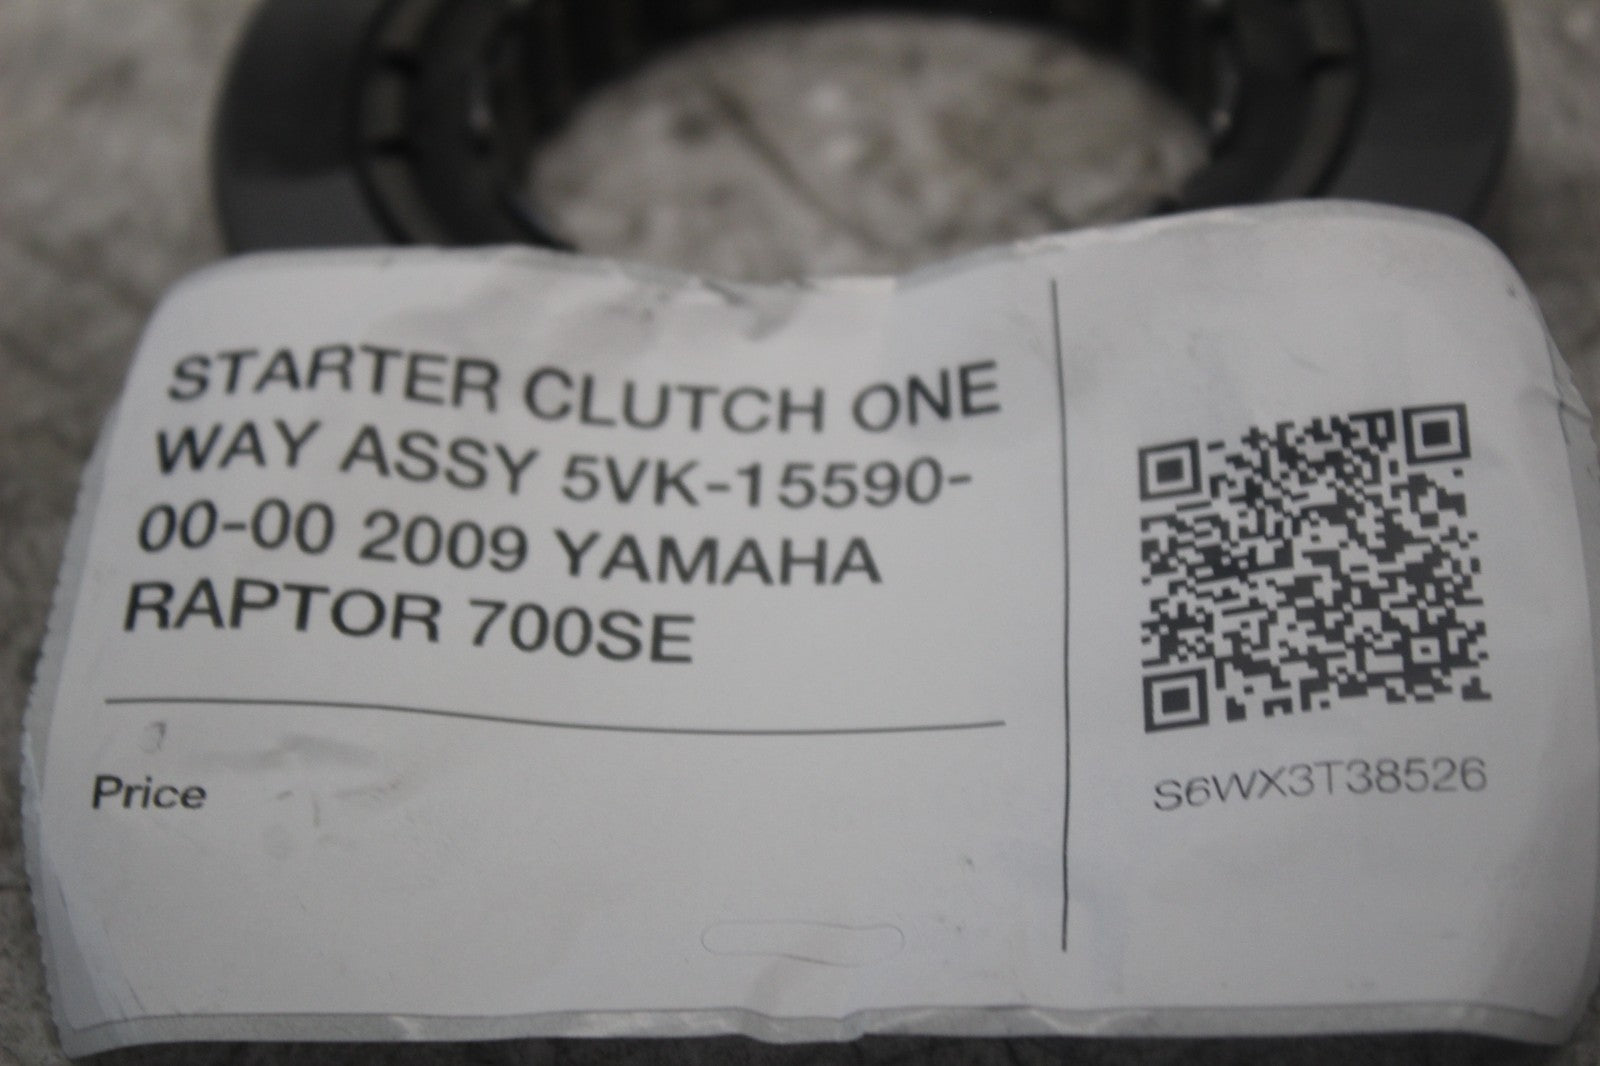 STARTER CLUTCH ONE
WAY ASSY 5VK-15590-
00-00 2009 YAMAHA
RAPTOR 700SE
Price
S6WX3T38526